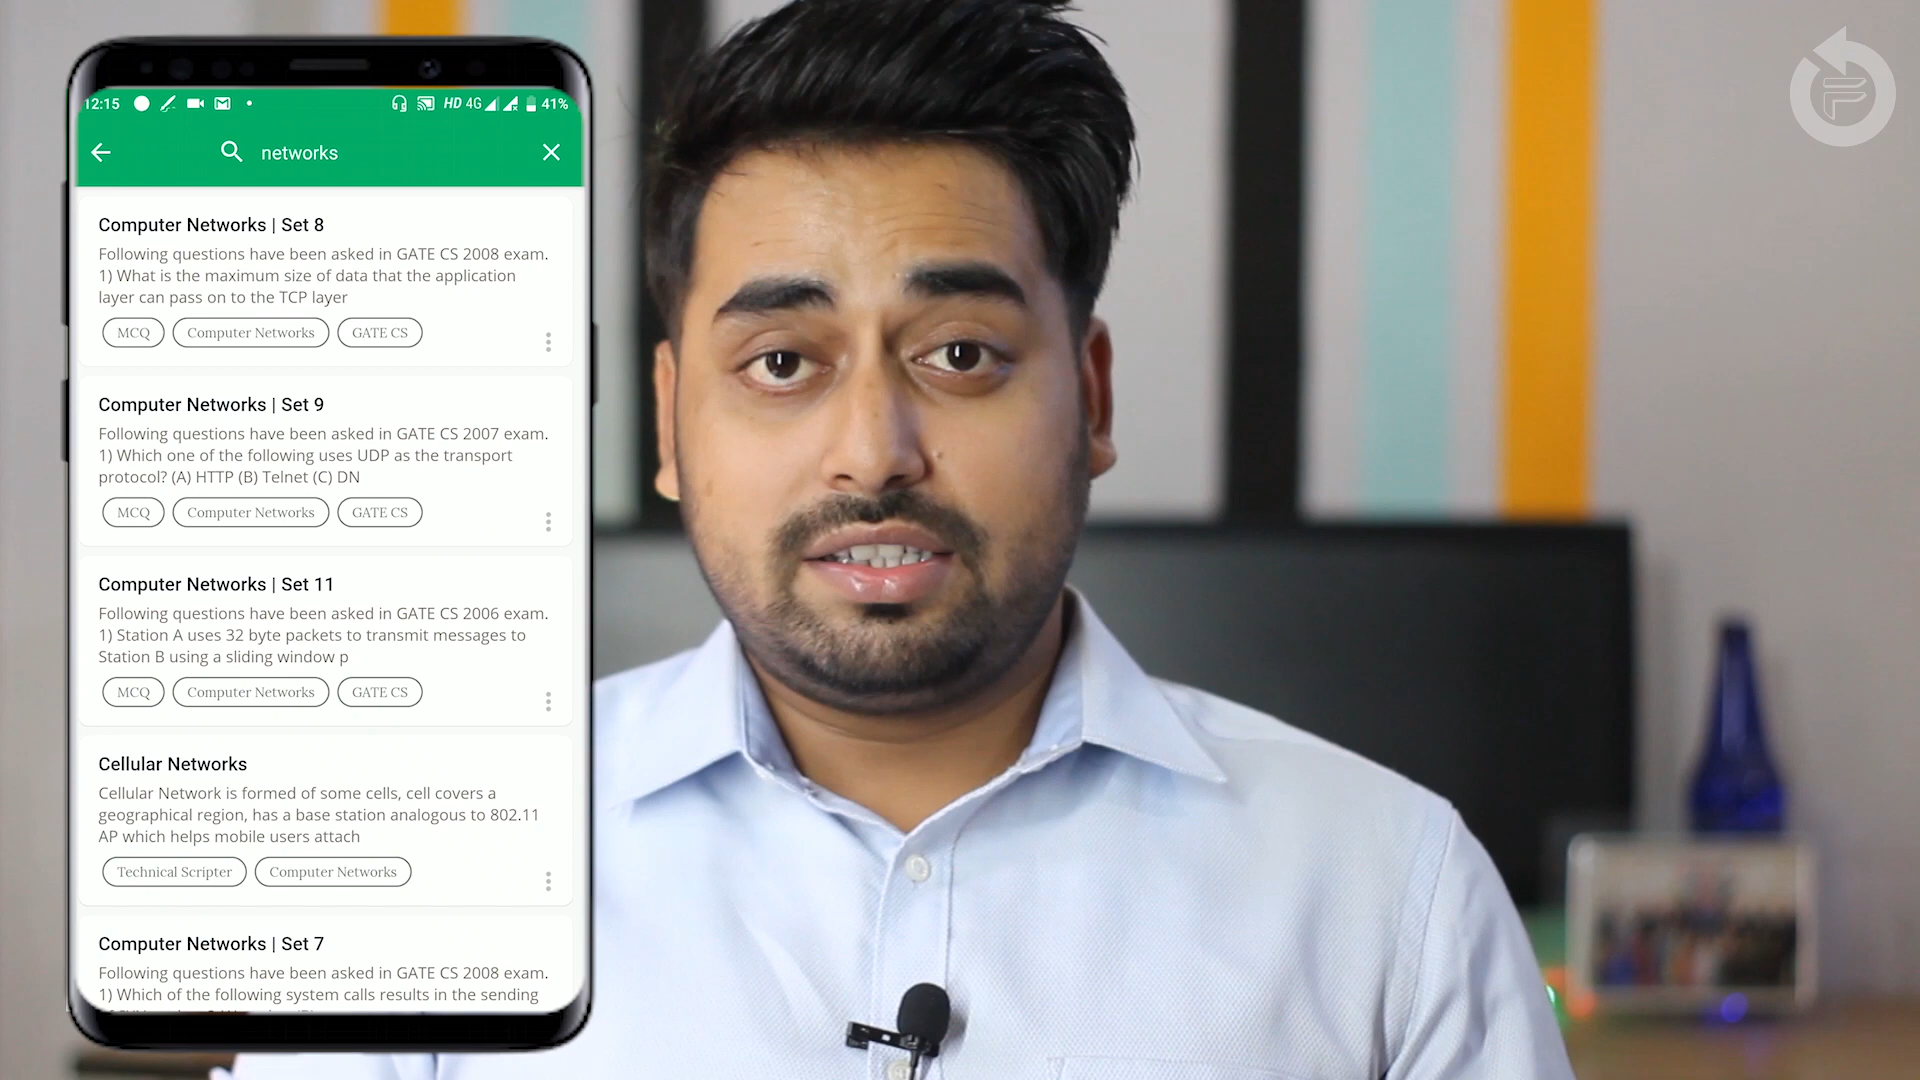 12:15 HD 4G 41%
networks
Computer Networks | Set 8
Following questions have been asked in GATE CS 2008 exam.
1) What is the maximum size of data that the application
layer can pass on to the TCP layer
MCQ Computer Networks GATE CS
Computer Networks | Set 9
Following questions have been asked in GATE CS 2007 exam.
1) Which one of the following uses UDP as the transport
protocol? (A) HTTP (B) Telnet (C) DN
MCQ Computer Networks GATE CS
Computer Networks | Set 11
Following questions have been asked in GATE CS 2006 exam.
1) Station A uses 32 byte packets to transmit messages to
Station B using a sliding window p
MCQ Computer Networks GATE CS
Cellular Networks
Cellular Network is formed of some cells, cell covers a
geographical region, has a base station analogous to 802.11
AP which helps mobile users attach
Technical Scripter Computer Networks
Computer Networks | Set 7
Following questions have been asked in GATE CS 2008 exam.
1) Which of the following system calls results in the sending